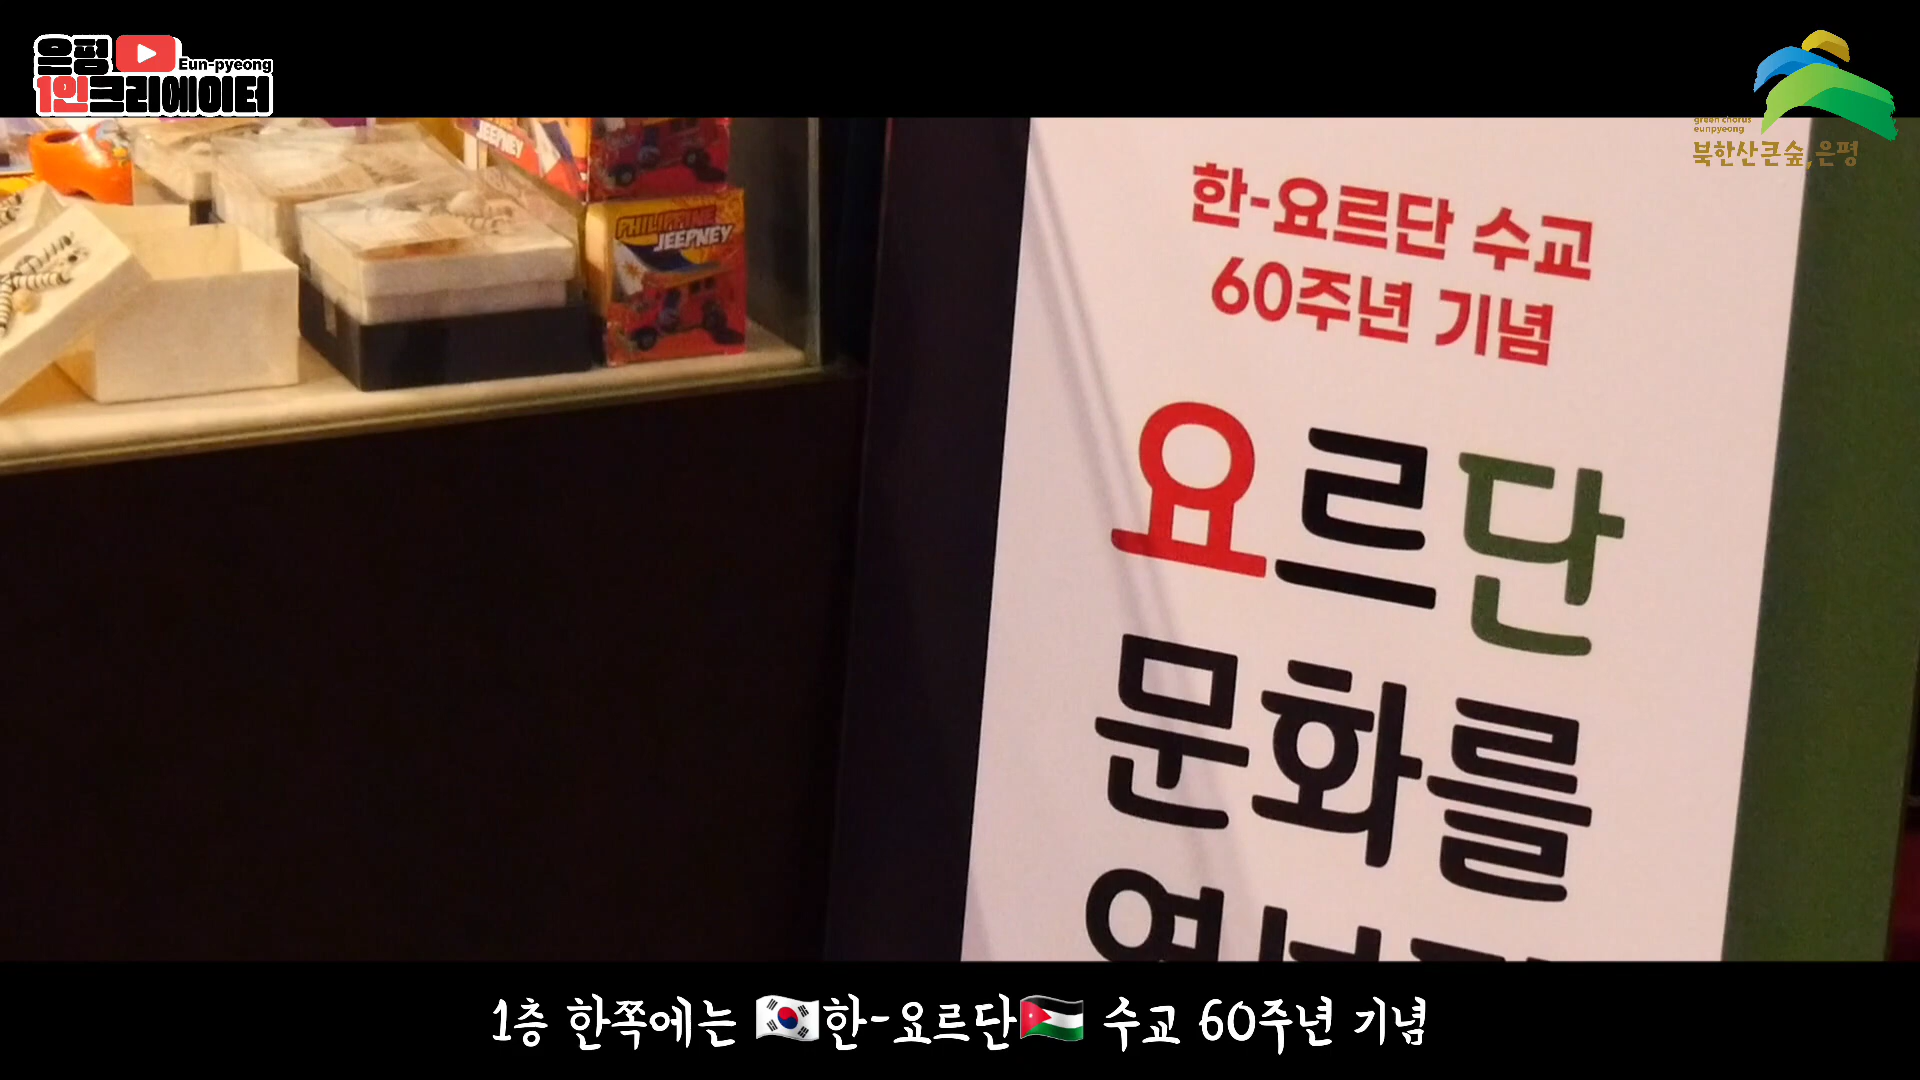 은평
Eun-pyeong
1인크리에이터
green chorus
eunpyeong
북한산큰숲,은평
JEEPNEY
PHILIPPINE
JEEPNEY
한-요르단 수교
60주년 기념
요르단
문화를
1층 한쪽에는 🇰🇷한-요르단🇯🇴 수교 60주년 기념